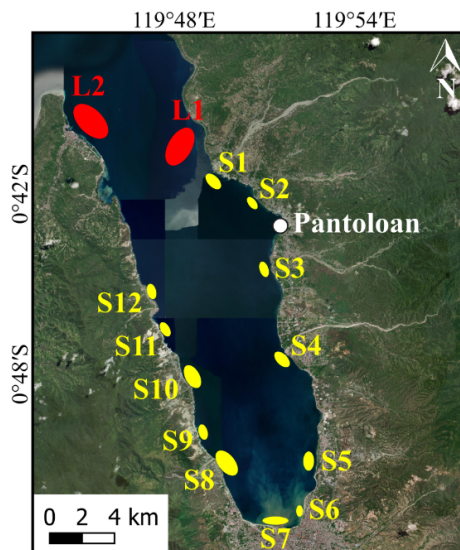 119°48′E 119°54′E
L2
L1
N
S1
S2
0°42′S
Pantoloan
S3
S12
S11
S4
0°48′S
S10
S9
S8
S5
S6
S7
0 2 4 km